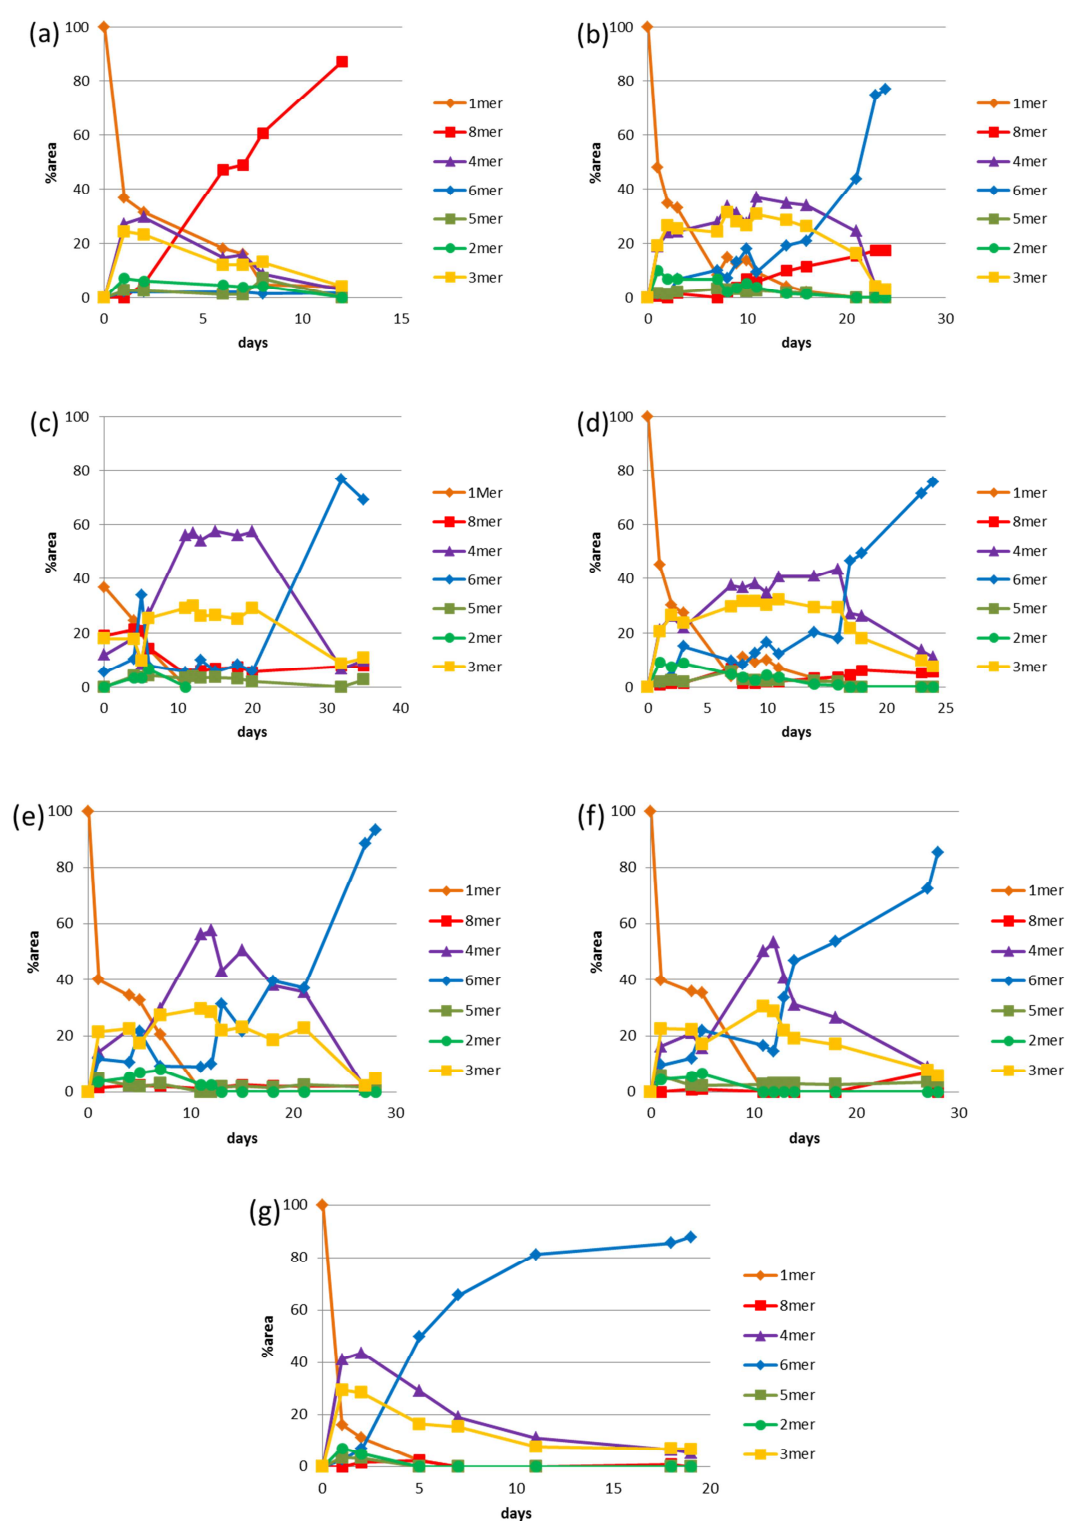 (a)
100
80
60
40
20
0
%area
0 5 10 15
days
1mer
8mer
4mer
6mer
5mer
2mer
3mer
(b)
100
80
60
40
20
0
%area
0 10 20 30
days
1mer
8mer
4mer
6mer
5mer
2mer
3mer
(c)
100
80
60
40
20
0
%area
0 10 20 30 40
days
1Mer
8mer
4mer
6mer
5mer
2mer
3mer
(d)
100
80
60
40
20
0
%area
0 5 10 15 20 25
days
1mer
8mer
4mer
6mer
5mer
2mer
3mer
(e)
100
80
60
40
20
0
%area
0 10 20 30
days
1mer
8mer
4mer
6mer
5mer
2mer
3mer
(f)
100
80
60
40
20
0
%area
0 10 20 30
days
1mer
8mer
4mer
6mer
5mer
2mer
3mer
(g)
100
80
60
40
20
0
%area
0 5 10 15 20
days
1mer
8mer
4mer
6mer
5mer
2mer
3mer